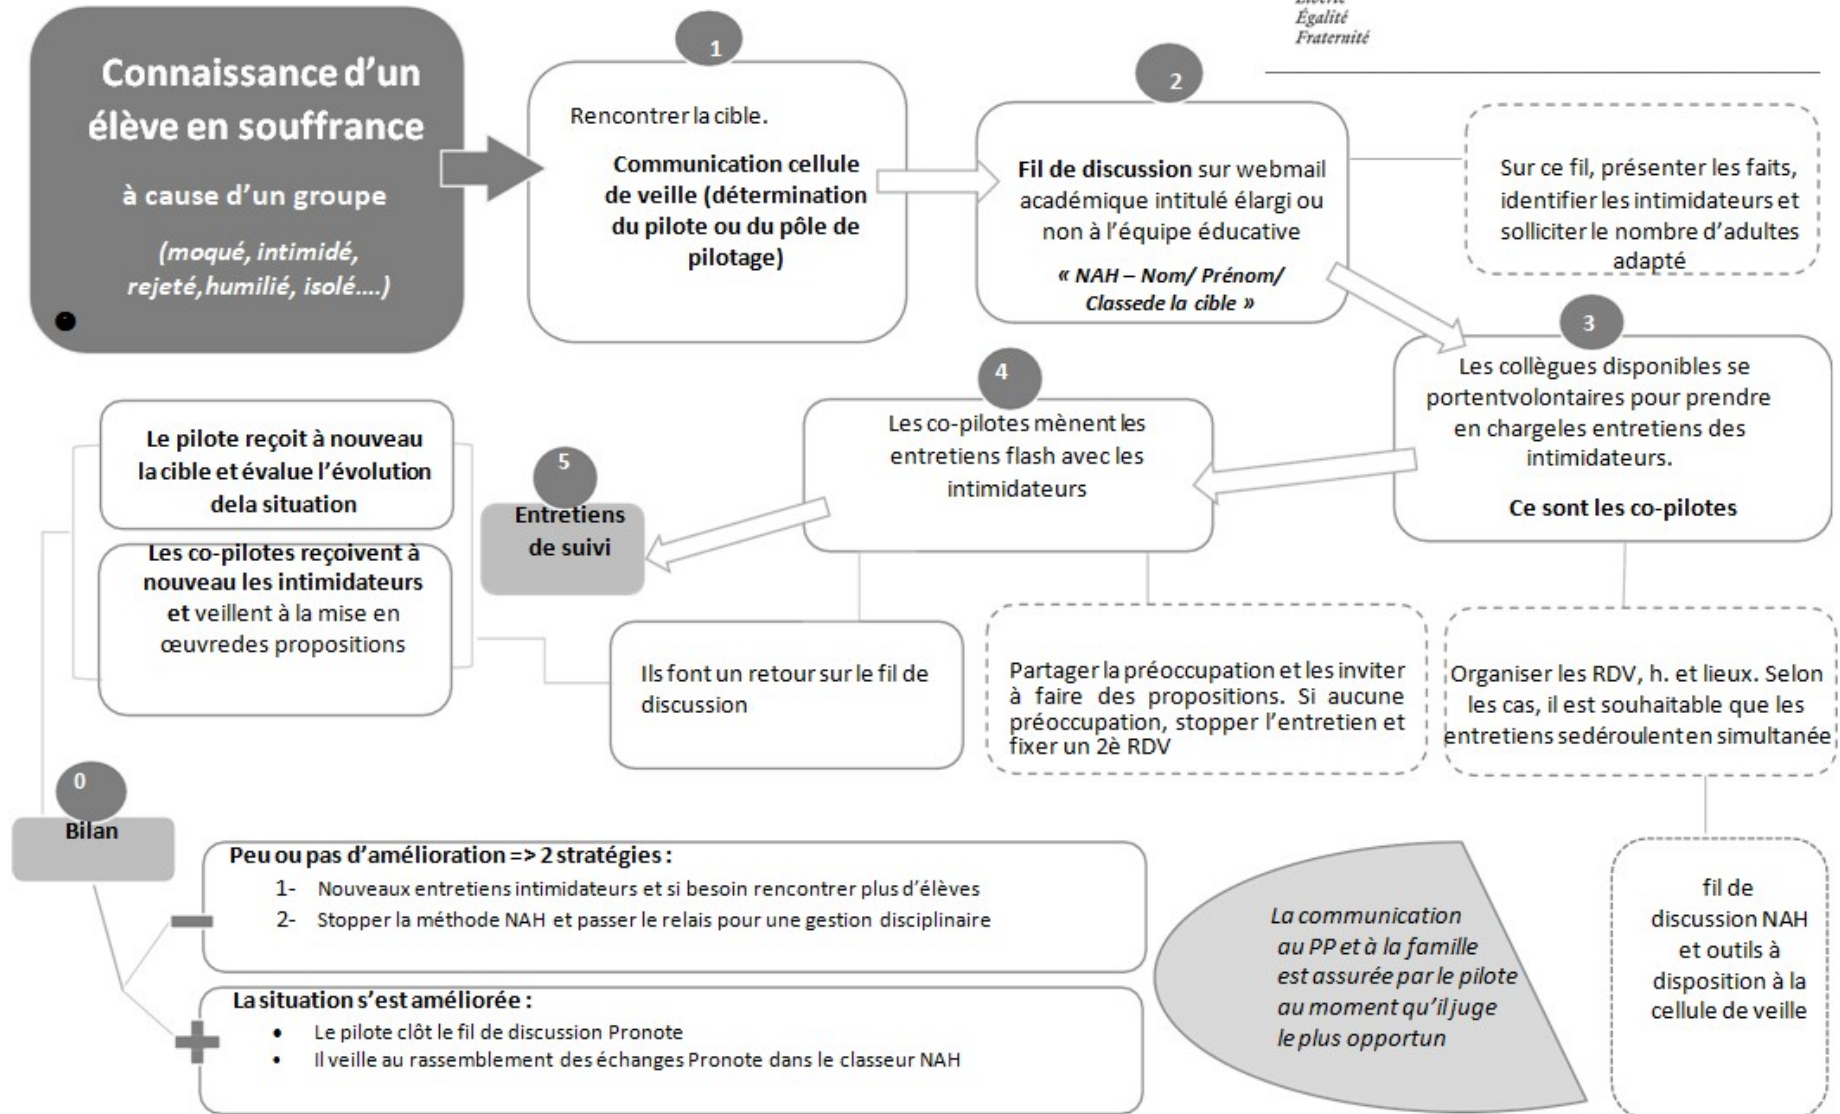 Liberté
Égalité
Fraternité
Connaissance d'un
élève en souffrance
à cause d'un groupe
(moqué, intimidé,
rejeté,humilié, isolé....)
1
Rencontrer la cible.
Communication cellule
de veille (détermination
du pilote ou du pôle de
pilotage)
2
Fil de discussion sur webmail
académique intitulé élargi ou
non à l'équipe éducative
« NAH – Nom/ Prénom/
Classede la cible »
Sur ce fil, présenter les faits,
identifier les intimidateurs et
solliciter le nombre d'adultes
adapté
3
Les collègues disponibles se
portentvolontaires pour prendre
en chargeles entretiens des
intimidateurs.
Ce sont les co-pilotes
4
Les co-pilotes mènent les
entretiens flash avec les
intimidateurs
5
Entretiens
de suivi
Le pilote reçoit à nouveau
la cible et évalue l'évolution
dela situation
Les co-pilotes reçoivent à
nouveau les intimidateurs
et veillent à la mise en
œuvredes propositions
Ils font un retour sur le fil de
discussion
Partager la préoccupation et les inviter
à faire des propositions. Si aucune
préoccupation, stopper l'entretien et
fixer un 2è RDV
Organiser les RDV, h. et lieux. Selon
les cas, il est souhaitable que les
entretiens sedéroulent en simultanée
0
Bilan
Peu ou pas d'amélioration => 2 stratégies :
1- Nouveaux entretiens intimidateurs et si besoin rencontrer plus d'élèves
2- Stopper la méthode NAH et passer le relais pour une gestion disciplinaire
La situation s'est améliorée :
• Le pilote clôt le fil de discussion Pronote
• Il veille au rassemblement des échanges Pronote dans le classeur NAH
La communication
au PP et à la famille
est assurée par le pilote
au moment qu'il juge
le plus opportun
fil de
discussion NAH
et outils à
disposition à la
cellule de veille